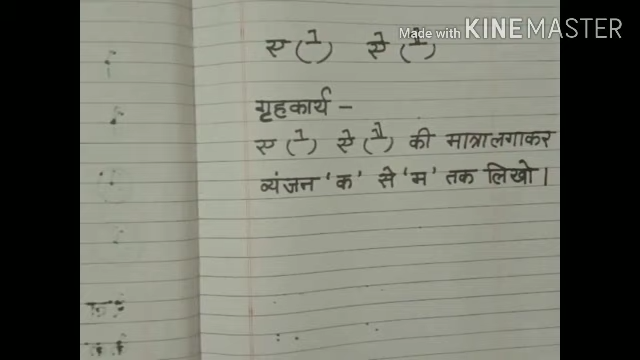 Made with KINEMASTER
ए ( े ) ऐ ( ै )
गृहकार्य –
ए ( े ) ऐ ( ै ) की मात्रा लगाकर
व्यंजन 'क' से 'म' तक लिखो।